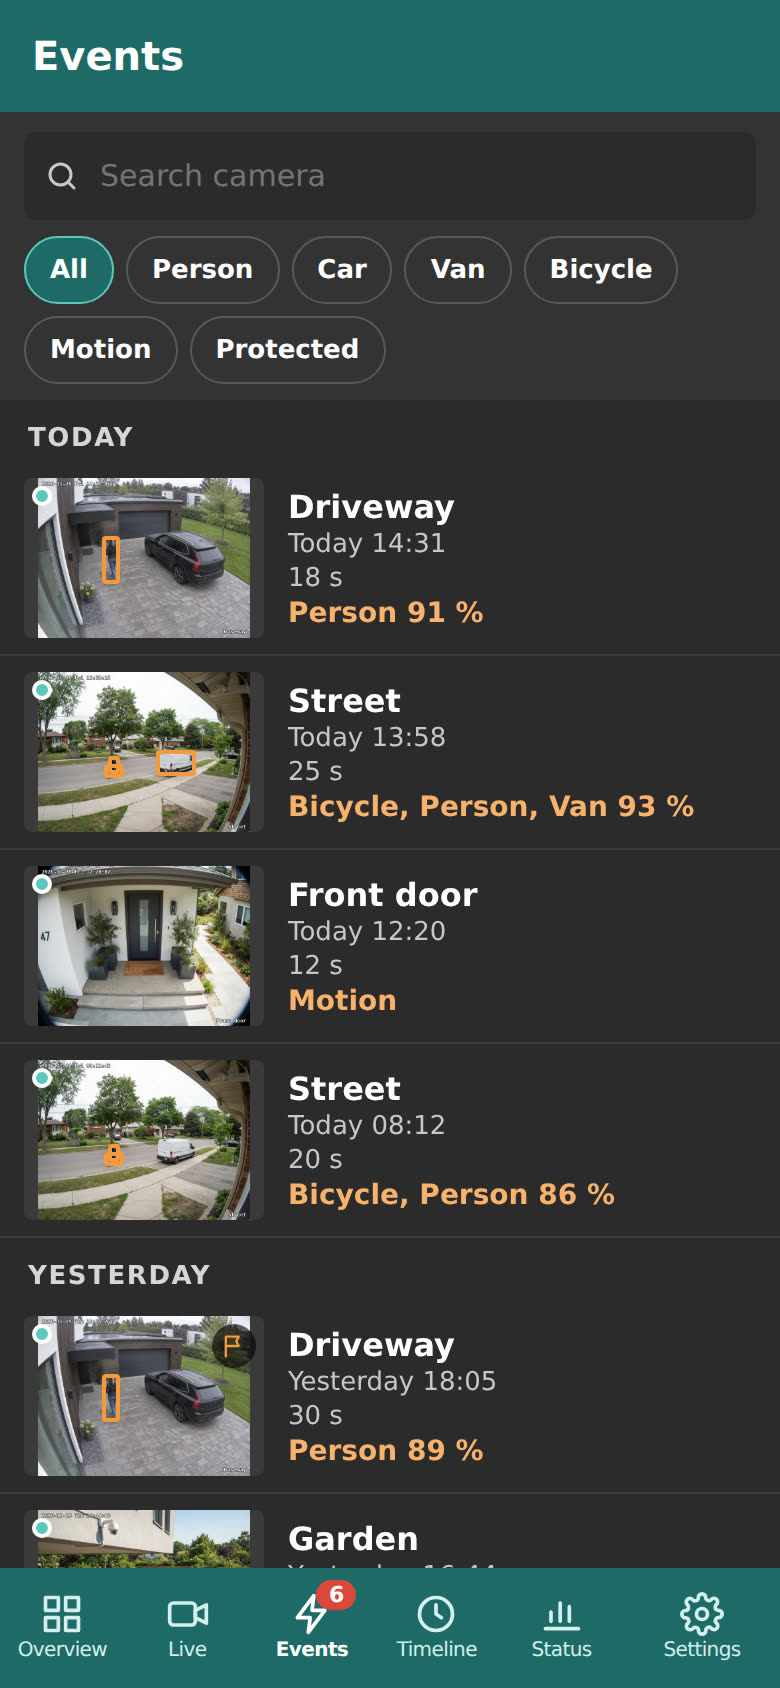 Events
Search camera
All Person Car Van Bicycle
Motion Protected
TODAY
Driveway
Today 14:31
18 s
Person 91 %
Street
Today 13:58
25 s
Bicycle, Person, Van 93 %
47
Front door
Today 12:20
12 s
Motion
Street
Today 08:12
20 s
Bicycle, Person 86 %
YESTERDAY
Driveway
Yesterday 18:05
30 s
Person 89 %
Garden
6
Overview Live Events Timeline Status Settings